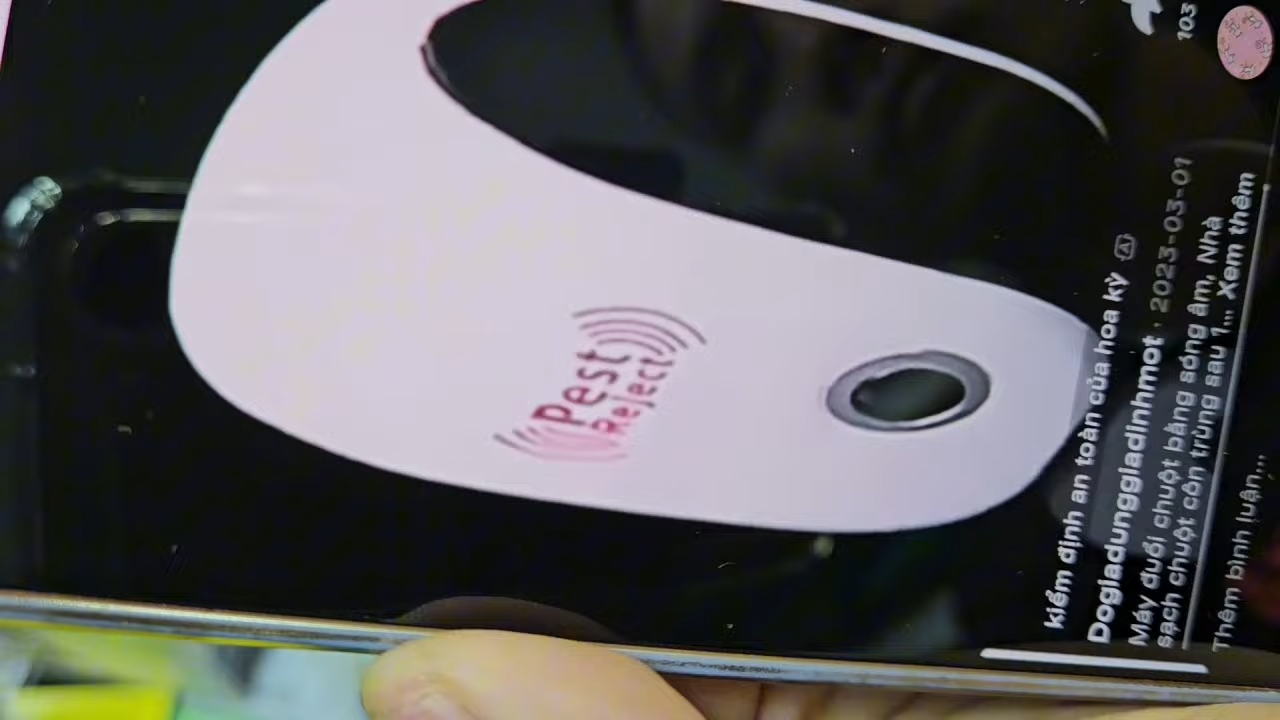 Pest
Reject
103
kiểm định an toàn của hoa kỳ
Dogiadunggiadinhmot · 2023-03-01
Máy đuổi chuột bằng sóng âm, Nhà
sạch chuột côn trùng sau 1... Xem thêm
Thêm bình luận...